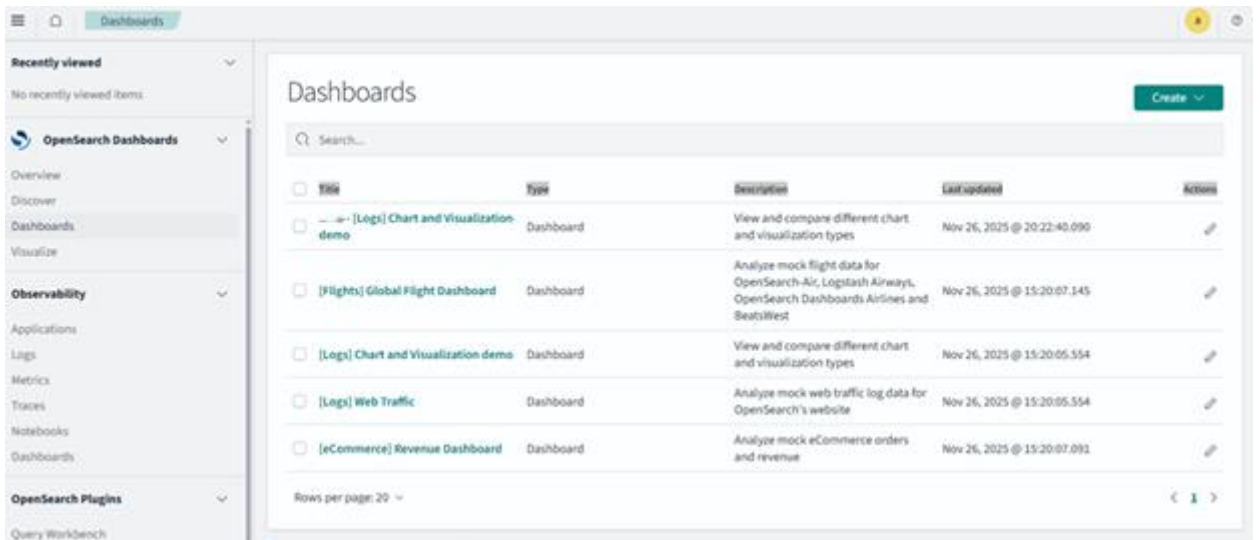 Dashboards
Recently viewed
No recently viewed items
OpenSearch Dashboards
Overview
Discover
Dashboards
Visualize
Observability
Applications
Logs
Metrics
Traces
Notebooks
Dashboards
OpenSearch Plugins
Query Workbench
Dashboards
Create
Search...
Title Type Description Last updated Actions
[Logs] Chart and Visualization
demo
Dashboard
View and compare different chart
and visualization types
Nov 26, 2025 @ 20:22:40.090
[Flights] Global Flight Dashboard
Dashboard
Analyze mock flight data for
OpenSearch-Air, Logstash Airways,
OpenSearch Dashboards Airlines and
BeatsWest
Nov 26, 2025 @ 15:20:07.145
[Logs] Chart and Visualization demo
Dashboard
View and compare different chart
and visualization types
Nov 26, 2025 @ 15:20:05.554
[Logs] Web Traffic
Dashboard
Analyze mock web traffic log data for
OpenSearch's website
Nov 26, 2025 @ 15:20:05.554
[eCommerce] Revenue Dashboard
Dashboard
Analyze mock eCommerce orders
and revenue
Nov 26, 2025 @ 15:20:07.091
Rows per page: 20
1